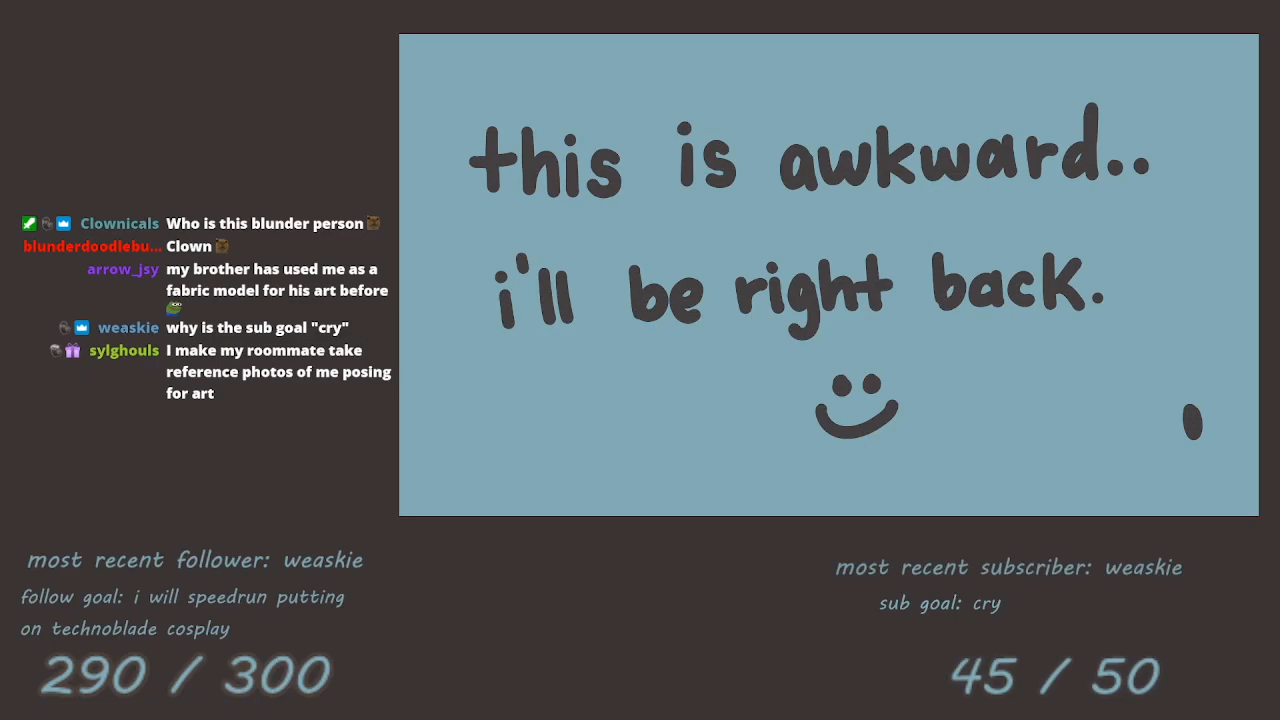 this is awkward..
i'll be right back.
Clownicals Who is this blunder person
blunderdoodlebu... Clown
arrow_jsy my brother has used me as a
fabric model for his art before
weaskie why is the sub goal "cry"
sylghouls I make my roommate take
reference photos of me posing
for art
most recent follower: weaskie
follow goal: i will speedrun putting
on technoblade cosplay
290 / 300
most recent subscriber: weaskie
sub goal: cry
45 / 50